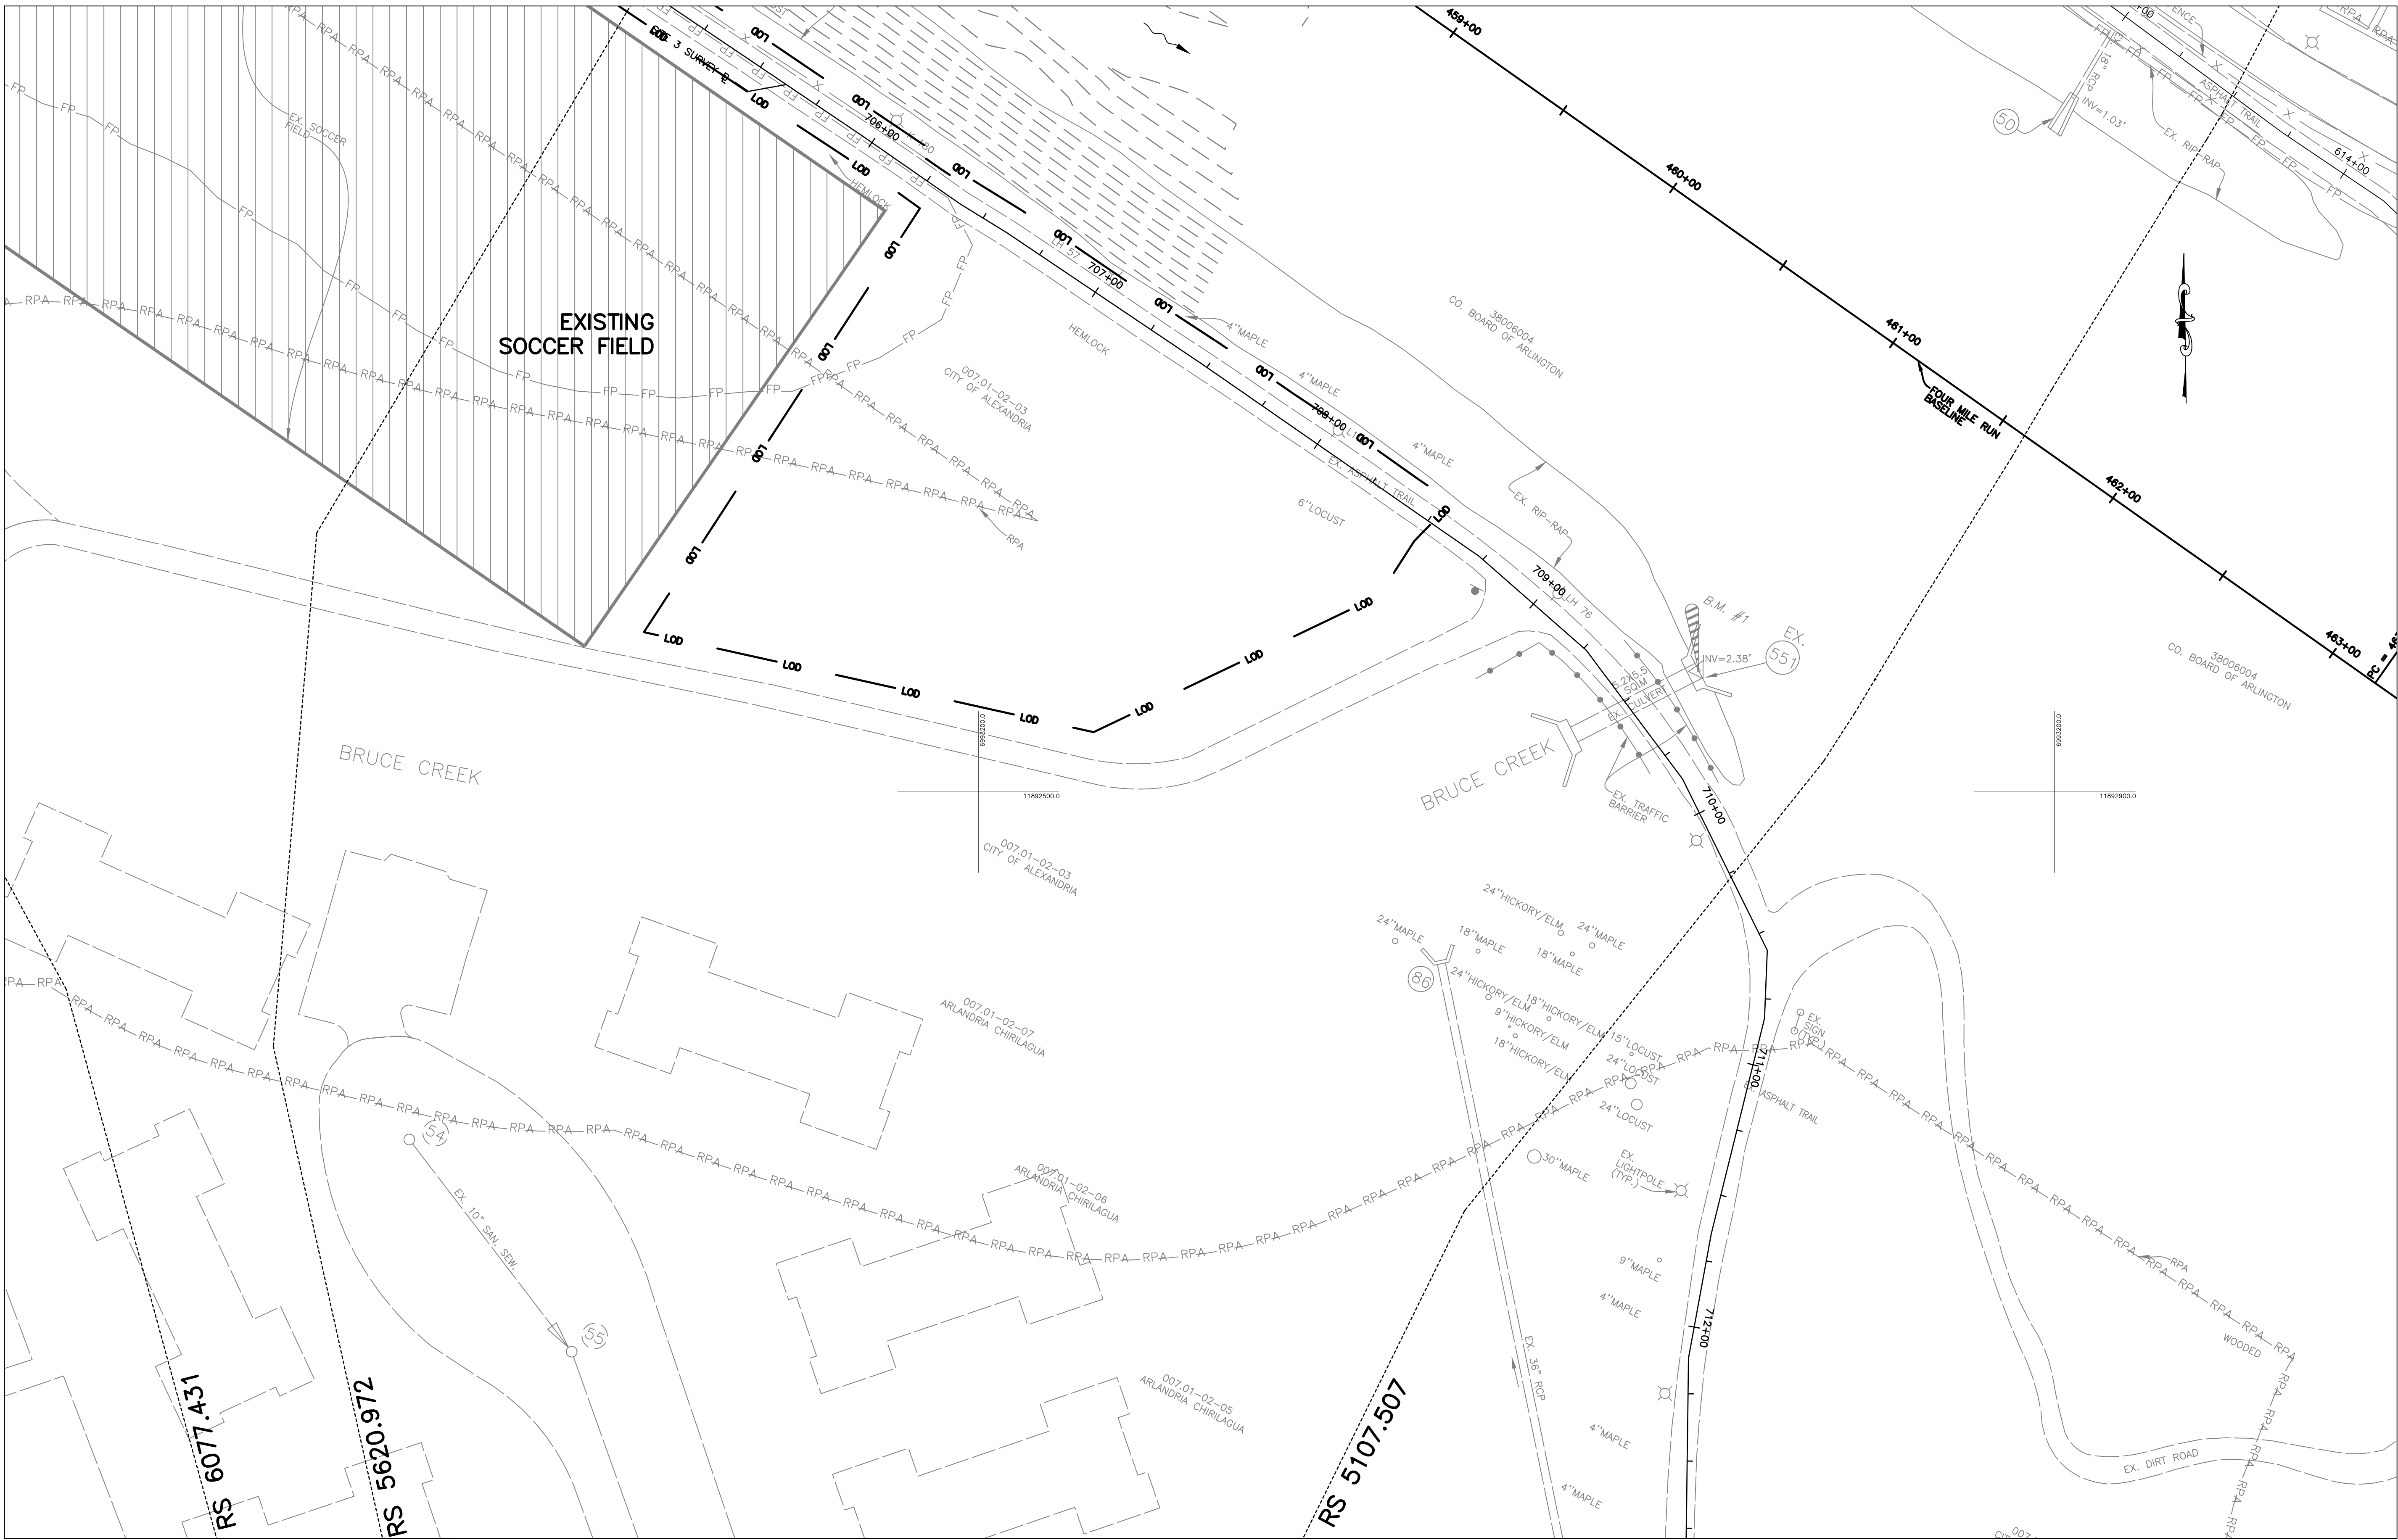 459+00
460+00
461+00
462+00
463+00
FOUR MILE RUN
BASELINE
SURVEY
LOD
LOD
LOD
LOD
LOD
LOD
LOD
LOD
LOD
LOD
706+00
707+00
708+00
709+00
710+00
711+00
712+00
614+00
EX. SOCCER
FIELD
EXISTING
SOCCER FIELD
HEMLOCK
HEMLOCK
LH 57
4"MAPLE
4"MAPLE
4"MAPLE
6"LOCUST
EX. ASPHALT TRAIL
EX. RIP-RAP
38006004
CO. BOARD OF ARLINGTON
007.01-02-03
CITY OF ALEXANDRIA
RPA
50
18" RCP
INV=1.03'
EX. RIP-RAP
ASPHALT TRAIL
LH 76
B.M. #1
EX.
551
INV=2.38'
EX. CULVERT
BRUCE CREEK
BRUCE CREEK
EX. TRAFFIC
BARRIER
38006004
CO. BOARD OF ARLINGTON
6993200.0
11892500.0
6993200.0
11892900.0
007.01-02-03
CITY OF ALEXANDRIA
24"HICKORY/ELM
24"MAPLE
18"MAPLE
24"MAPLE
18"MAPLE
86
24"HICKORY/ELM
18"HICKORY/ELM
9"HICKORY/ELM
18"HICKORY/ELM
15"LOCUST
24"LOCUST
24"LOCUST
30"MAPLE
EX.
SIGN
(TYP.)
ASPHALT TRAIL
EX.
LIGHTPOLE
(TYP.)
9"MAPLE
4"MAPLE
4"MAPLE
4"MAPLE
EX. 36" RCP
007.01-02-07
ARLANDRIA CHIRILAGUA
007.01-02-06
ARLANDRIA CHIRILAGUA
007.01-02-05
ARLANDRIA CHIRILAGUA
54
EX. 10" SAN. SEW.
55
RPA
WOODED
EX. DIRT ROAD
RS 6077.431
RS 5620.972
RS 5107.507